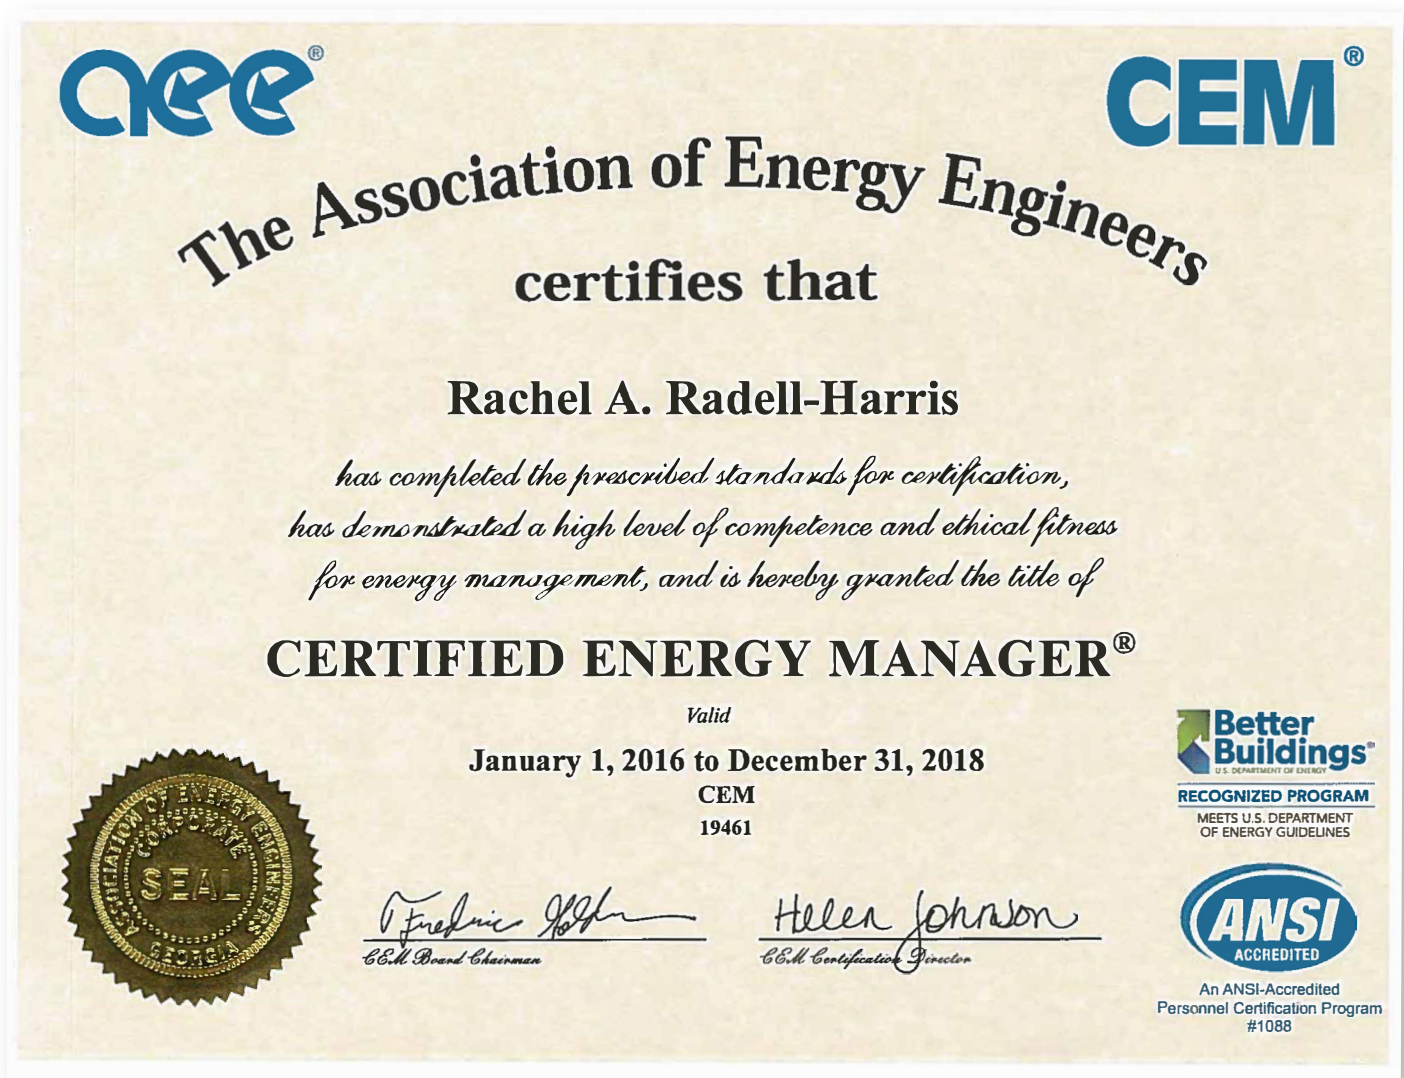 aee®
CEM®
The Association of Energy Engineers
certifies that
Rachel A. Radell-Harris
has completed the prescribed standards for certification,
has demonstrated a high level of competence and ethical fitness
for energy management, and is hereby granted the title of
CERTIFIED ENERGY MANAGER®
Valid
January 1, 2016 to December 31, 2018
CEM
19461
Better
Buildings®
U.S. DEPARTMENT OF ENERGY
RECOGNIZED PROGRAM
MEETS U.S. DEPARTMENT
OF ENERGY GUIDELINES
ASSOCIATION OF ENERGY ENGINEERS
CORPORATE
SEAL
GEORGIA
Helen Johnson
CEM Board Chairman
CEM Certification Director
ANSI
ACCREDITED
An ANSI-Accredited
Personnel Certification Program
#1088